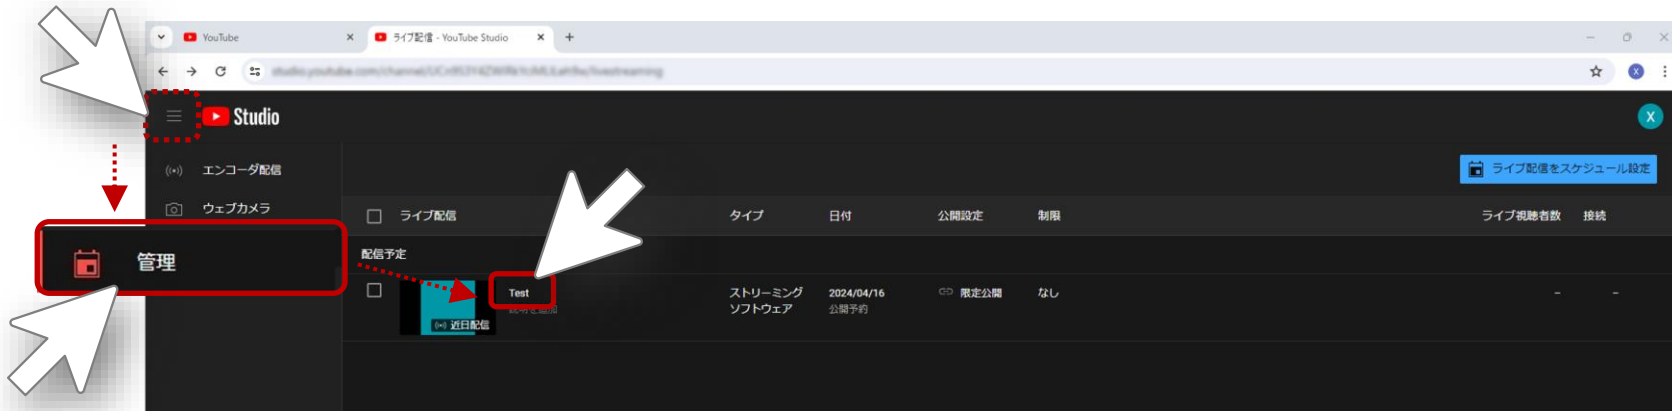 YouTube
ライブ配信 - YouTube Studio
Studio
X
エンコーダ配信
ライブ配信をスケジュール設定
ウェブカメラ
ライブ配信 タイプ 日付 公開設定 制限 ライブ視聴者数 接続
管理
配信予定
Test ストリーミング 2024/04/16 限定公開 なし – –
説明を追加 ソフトウェア 公開予約
近日配信